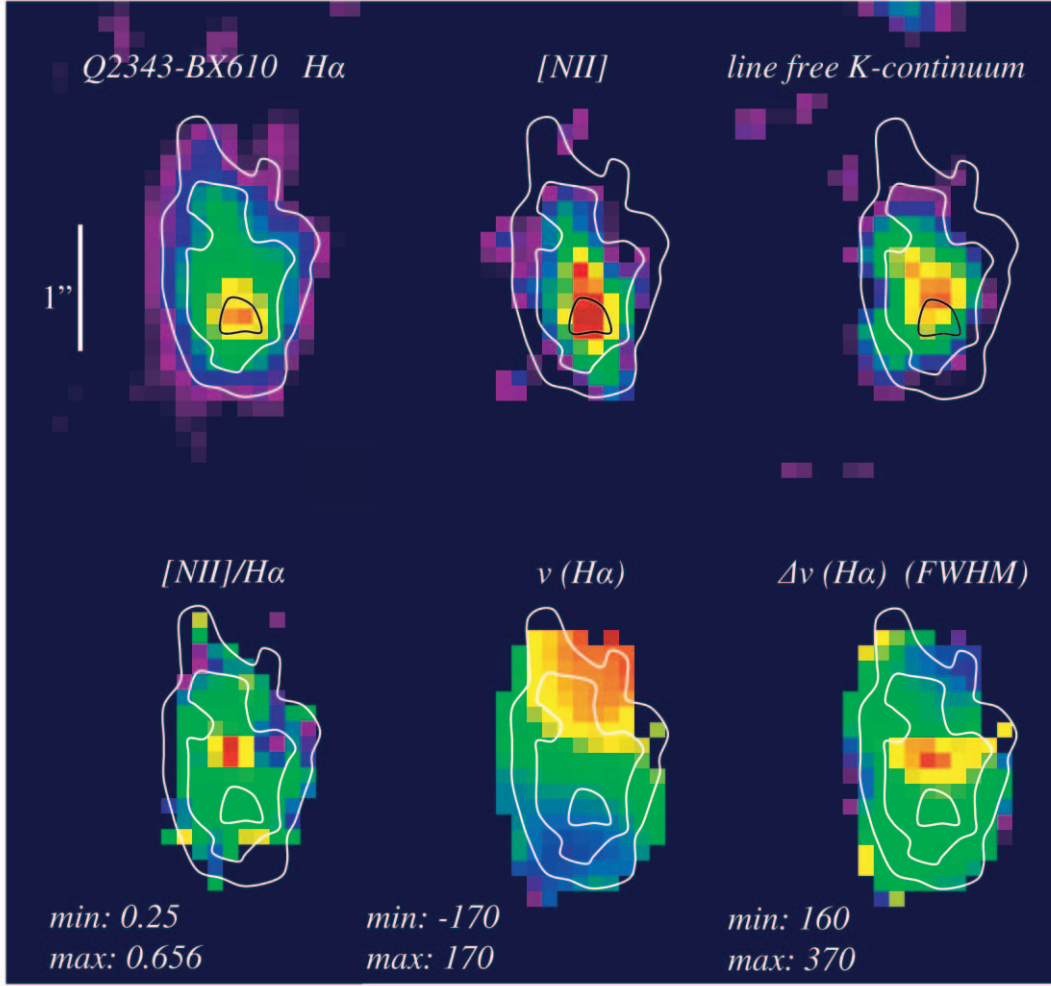 Q2343-BX610 Hα
[NII]
line free K-continuum
1”
[NII]/Hα
v (Hα)
Δv (Hα) (FWHM)
min: 0.25
max: 0.656
min: -170
max: 170
min: 160
max: 370